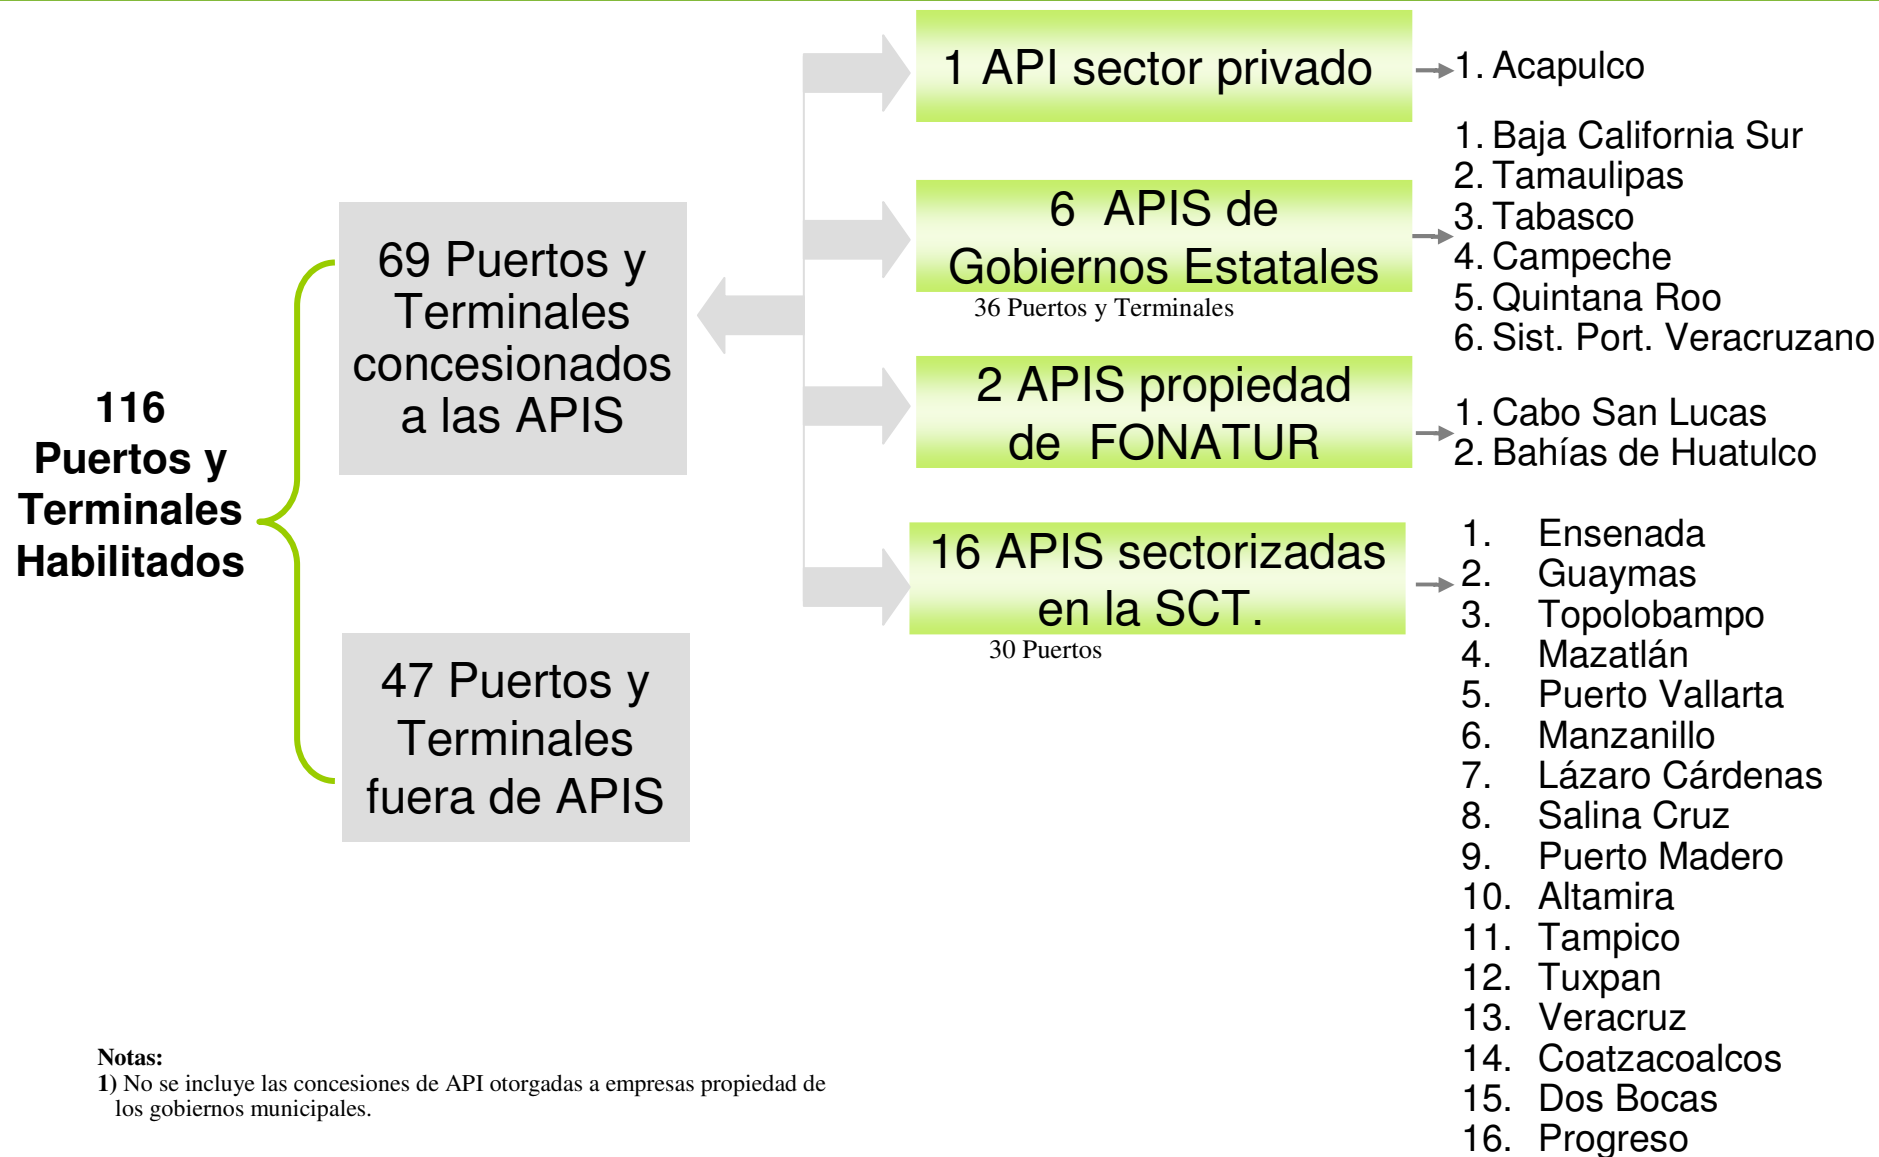 116
Puertos y
Terminales
Habilitados
69 Puertos y
Terminales
concesionados
a las APIS
47 Puertos y
Terminales
fuera de APIS
1 API sector privado
1. Acapulco
6 APIS de
Gobiernos Estatales
36 Puertos y Terminales
1. Baja California Sur
2. Tamaulipas
3. Tabasco
4. Campeche
5. Quintana Roo
6. Sist. Port. Veracruzano
2 APIS propiedad
de FONATUR
1. Cabo San Lucas
2. Bahías de Huatulco
16 APIS sectorizadas
en la SCT.
30 Puertos
1. Ensenada
2. Guaymas
3. Topolobampo
4. Mazatlán
5. Puerto Vallarta
6. Manzanillo
7. Lázaro Cárdenas
8. Salina Cruz
9. Puerto Madero
10. Altamira
11. Tampico
12. Tuxpan
13. Veracruz
14. Coatzacoalcos
15. Dos Bocas
16. Progreso
Notas:
1) No se incluye las concesiones de API otorgadas a empresas propiedad de
los gobiernos municipales.